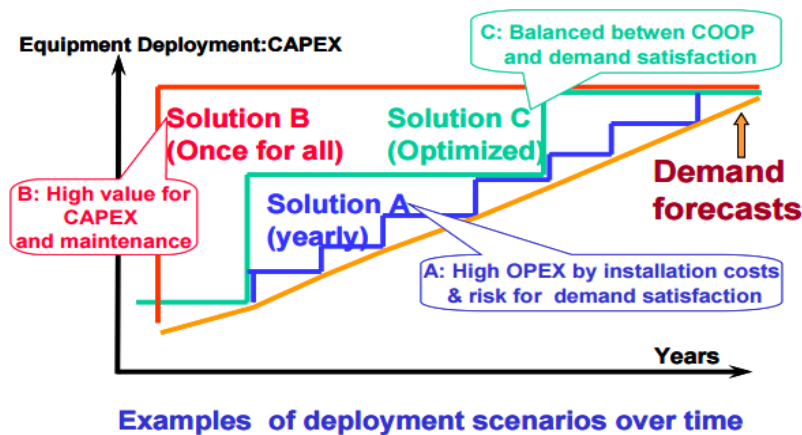 Equipment Deployment:CAPEX
C: Balanced between COOP
and demand satisfaction
Solution B
(Once for all)
Solution C
(Optimized)
B: High value for
CAPEX
and maintenance
Solution A
(yearly)
Demand
forecasts
A: High OPEX by installation costs
& risk for demand satisfaction
Years
Examples of deployment scenarios over time